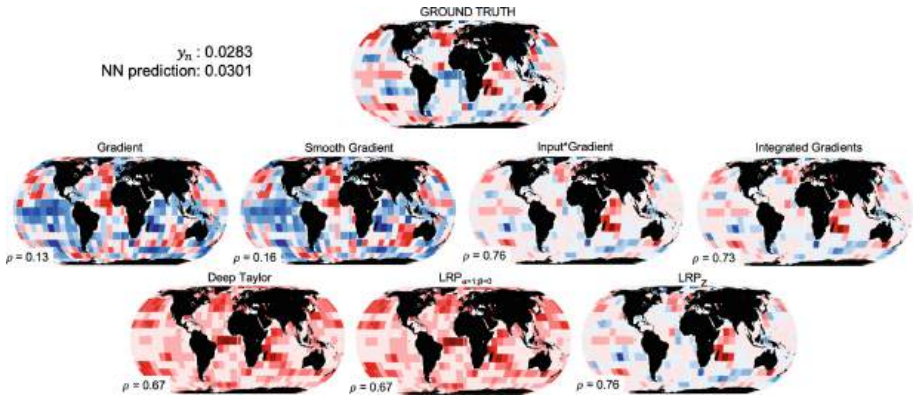 GROUND TRUTH
yₙ : 0.0283
NN prediction: 0.0301
Gradient
Smooth Gradient
Input*Gradient
Integrated Gradients
ρ = 0.13
ρ = 0.16
ρ = 0.76
ρ = 0.73
Deep Taylor
LRPα=1,β=0
LRPZ
ρ = 0.67
ρ = 0.67
ρ = 0.76